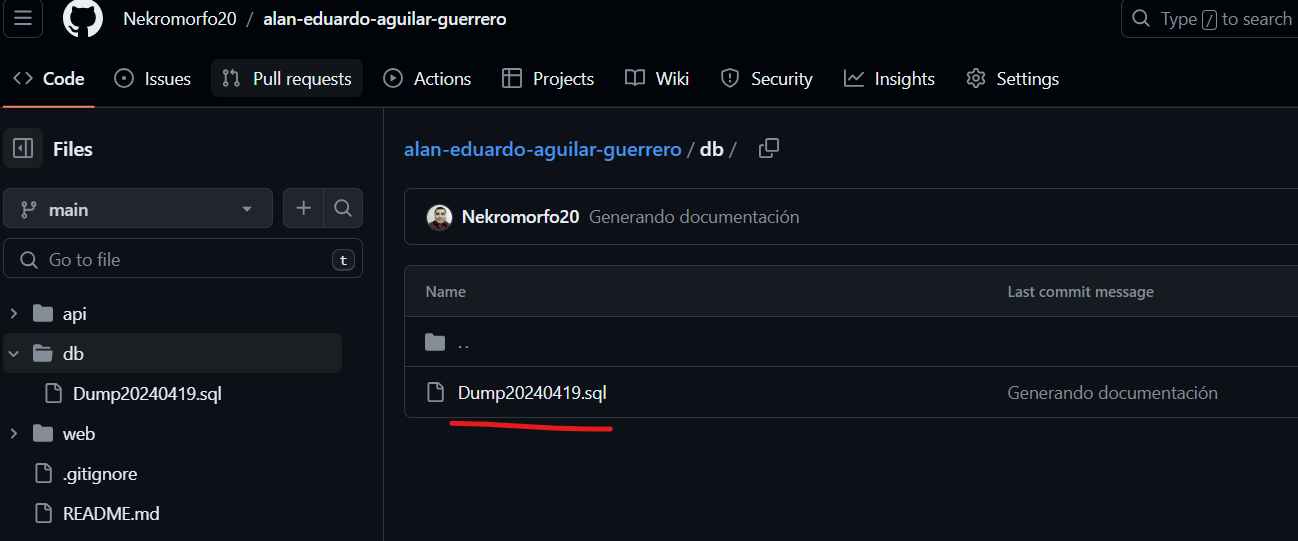 Nekromorfo20 / alan-eduardo-aguilar-guerrero
Type / to search
Code Issues Pull requests Actions Projects Wiki Security Insights Settings
Files
main
Go to file t
api
db
Dump20240419.sql
web
.gitignore
README.md
alan-eduardo-aguilar-guerrero / db /
Nekromorfo20 Generando documentación
Name Last commit message
..
Dump20240419.sql Generando documentación